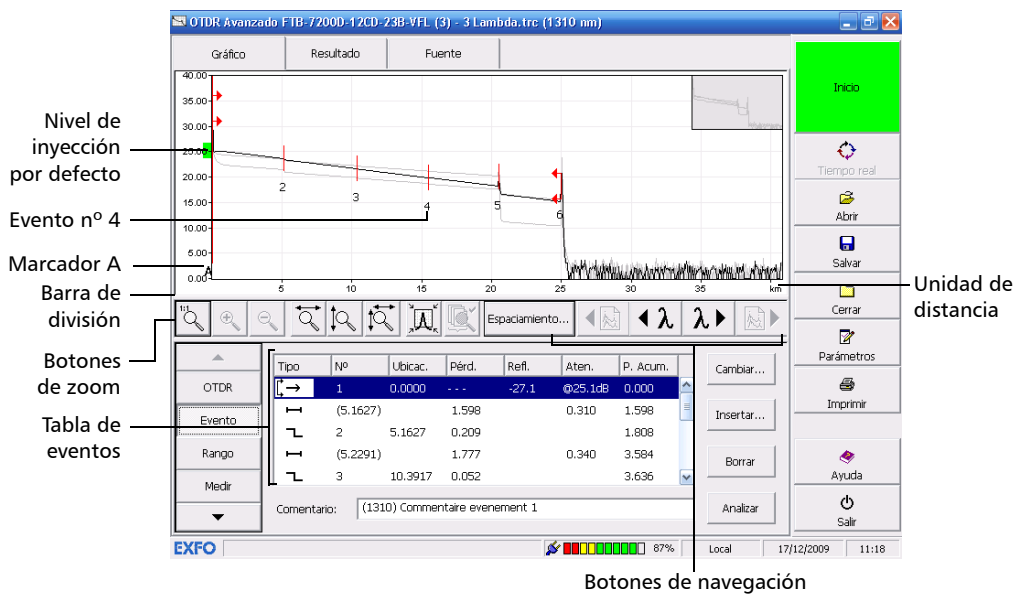 OTDR Avanzado FTB-7200D-12CD-23B-VFL (3) - 3 Lambda.trc (1310 nm)
Gráfico Resultado Fuente
40.00
35.00
30.00
25.00
20.00
15.00
10.00
5.00
0.00
A
2
3
4
5
6
5 10 15 20 25 30 35 km
Nivel de
inyección
por defecto
Evento nº 4
Marcador A
Barra de
división
Botones
de zoom
Tabla de
eventos
1:1
Espaciamiento...
λ λ
OTDR
Evento
Rango
Medir
Tipo Nº Ubicac. Pérd. Refl. Aten. P. Acum.
1 0.0000 --- -27.1 @25.1dB 0.000
(5.1627) 1.598 0.310 1.598
2 5.1627 0.209 1.808
(5.2291) 1.777 0.340 3.584
3 10.3917 0.052 3.636
Comentario: (1310) Commentaire evenement 1
Cambiar...
Insertar...
Borrar
Analizar
Inicio
Tiempo real
Abrir
Salvar
Cerrar
Parámetros
Imprimir
Ayuda
Salir
Unidad de
distancia
EXFO 87% Local 17/12/2009 11:18
Botones de navegación